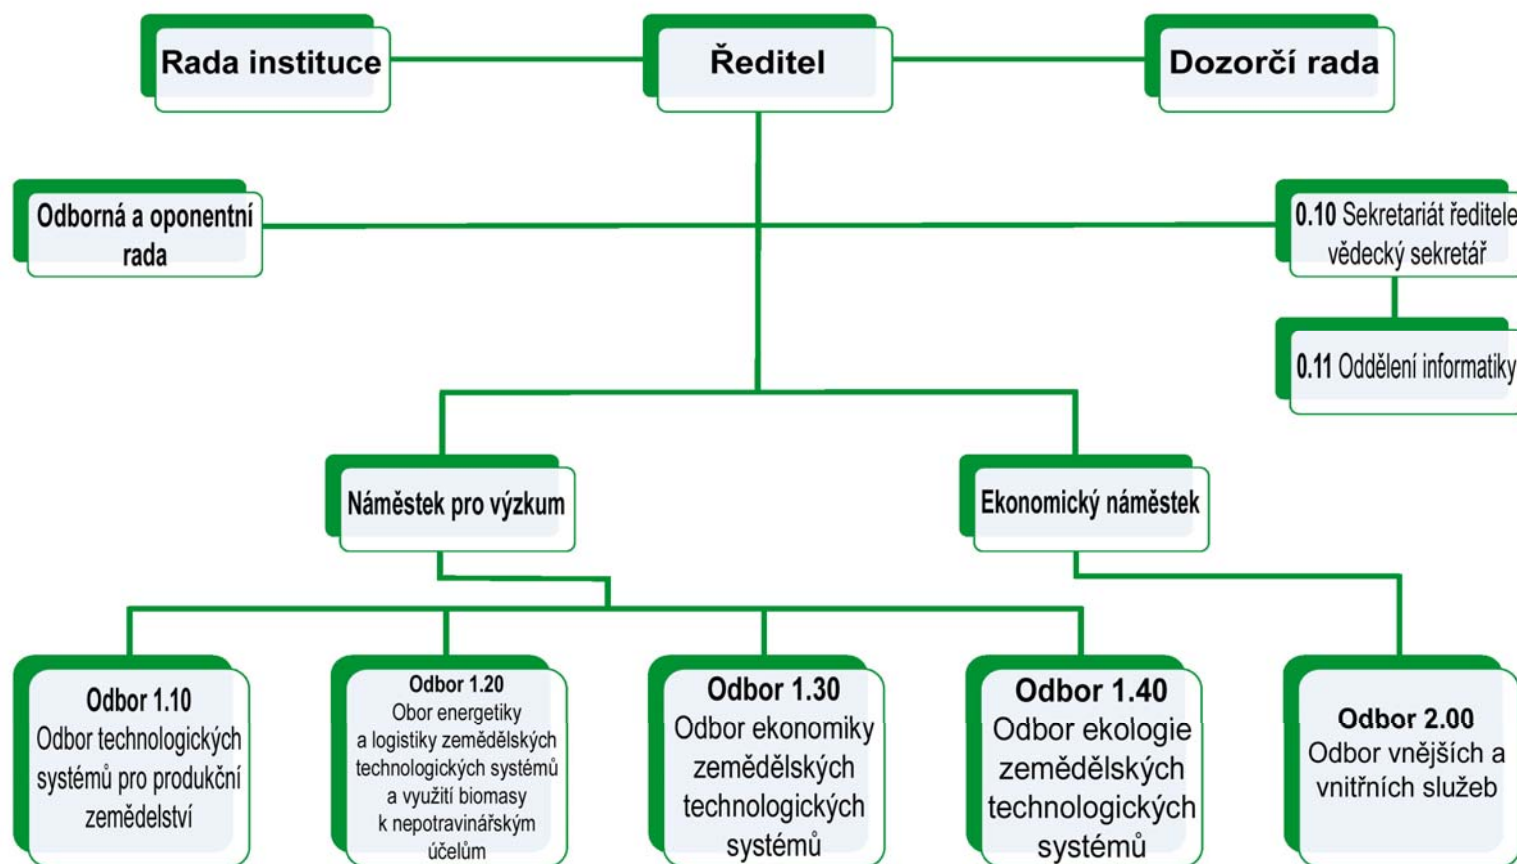 Rada instituce
Ředitel
Dozorčí rada
Odborná a oponentní
rada
0.10 Sekretariát ředitele
vědecký sekretář
0.11 Oddělení informatiky
Náměstek pro výzkum
Ekonomický náměstek
Odbor 1.10
Odbor technologických
systémů pro produkční
zemědelství
Odbor 1.20
Obor energetiky
a logistiky zemědělských
technologických systémů
a využití biomasy
k nepotravinářským
účelům
Odbor 1.30
Odbor ekonomiky
zemědělských
technologických
systémů
Odbor 1.40
Odbor ekologie
zemědělských
technologických
systémů
Odbor 2.00
Odbor vnějších a
vnitřních služeb